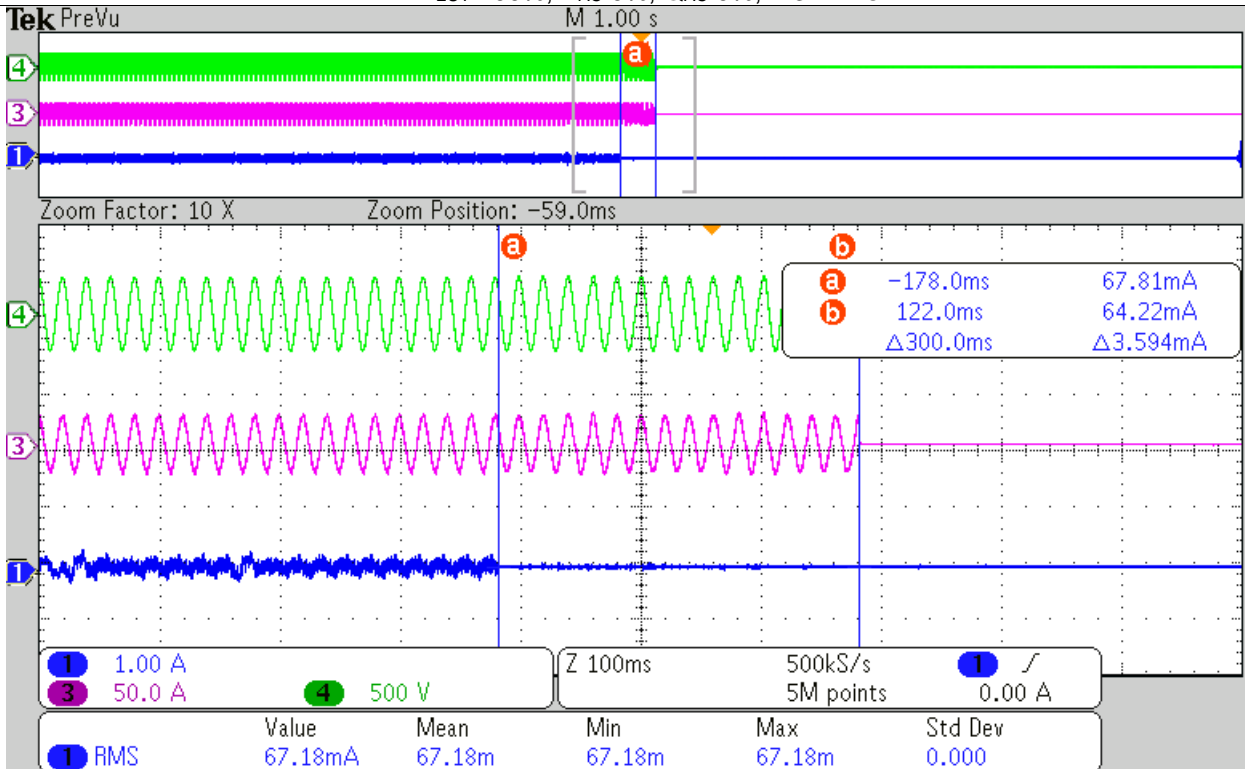 Tek PreVu M 1.00 s
a
4
3
1
Zoom Factor: 10 X Zoom Position: -59.0ms
a b
a -178.0ms 67.81mA
b 122.0ms 64.22mA
△300.0ms △3.594mA
4
3
1
1 1.00 A Z 100ms 500kS/s 1 /
3 50.0 A 4 500 V 5M points 0.00 A
Value Mean Min Max Std Dev
1 RMS 67.18mA 67.18m 67.18m 67.18m 0.000